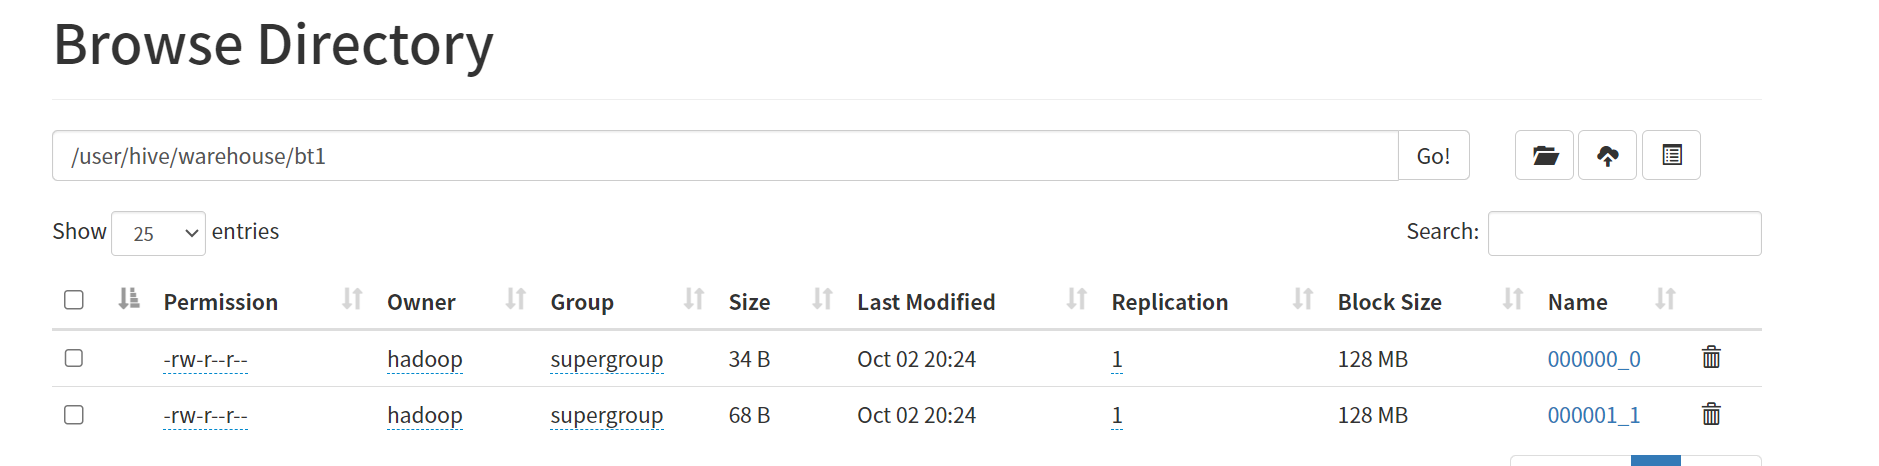 Browse Directory
/user/hive/warehouse/bt1 Go!
Show 25 entries Search:
Permission Owner Group Size Last Modified Replication Block Size Name
-rw-r--r-- hadoop supergroup 34 B Oct 02 20:24 1 128 MB 000000_0
-rw-r--r-- hadoop supergroup 68 B Oct 02 20:24 1 128 MB 000001_1